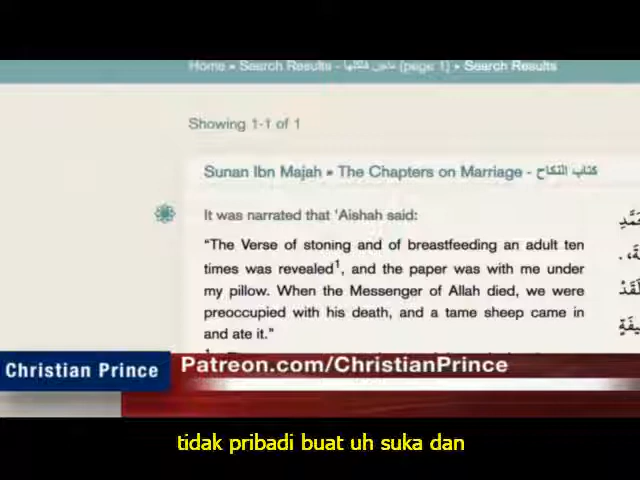 Home » Search Results - (page 1) » Search Results
Showing 1-1 of 1
Sunan Ibn Majah » The Chapters on Marriage - كتاب النكاح
It was narrated that 'Aishah said:
"The Verse of stoning and of breastfeeding an adult ten
times was revealed¹, and the paper was with me under
my pillow. When the Messenger of Allah died, we were
preoccupied with his death, and a tame sheep came in
and ate it."
Christian Prince
Patreon.com/ChristianPrince
tidak pribadi buat uh suka dan